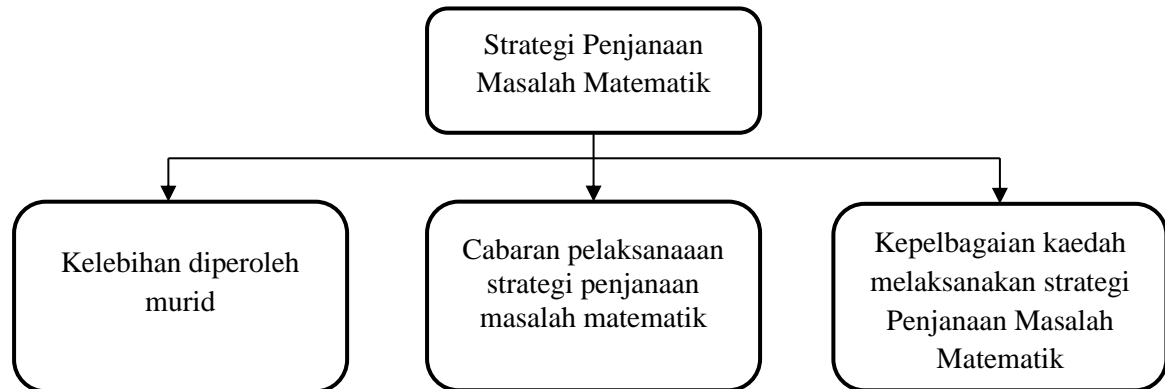 Strategi Penjanaan
Masalah Matematik
Kelebihan diperoleh
murid
Cabaran pelaksanaaan
strategi penjanaan
masalah matematik
Kepelbagaian kaedah
melaksanakan strategi
Penjanaan Masalah
Matematik